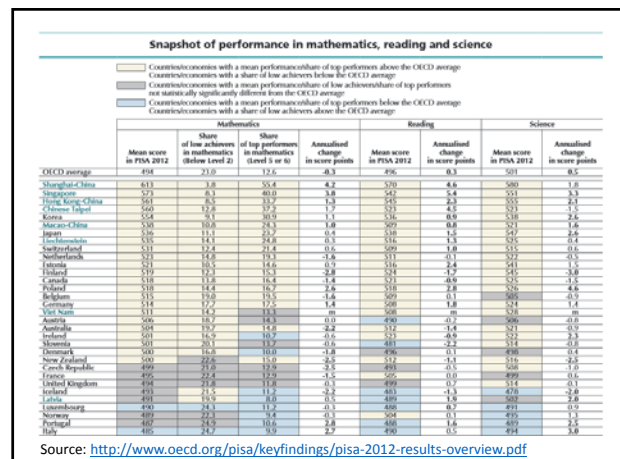 Snapshot of performance in mathematics, reading and science
Countries/economies with a mean performance/share of top performers above the OECD average
Countries/economies with a share of low achievers below the OECD average
Countries/economies with a mean performance/share of low achievers/share of top performers
not statistically significantly different from the OECD average
Countries/economies with a mean performance/share of top performers below the OECD average
Countries/economies with a share of low achievers above the OECD average
Mathematics Reading Science
Mean score in PISA 2012 Share of low achievers in mathematics (Below Level 2) Share of top performers in mathematics (Level 5 or 6) Annualised change in score points Mean score in PISA 2012 Annualised change in score points Mean score in PISA 2012 Annualised change in score points
OECD average 494 23.0 12.6 -0.3 496 0.3 501 0.5
Shanghai-China 613 3.8 55.4 4.2 570 4.6 580 1.8
Singapore 573 8.3 40.0 3.8 542 5.4 551 3.3
Hong Kong-China 561 8.5 33.7 1.3 545 2.3 555 2.1
Chinese Taipei 560 12.8 37.2 1.7 523 4.5 523 -1.5
Korea 554 9.1 30.9 1.1 536 0.9 538 2.6
Macao-China 538 10.8 24.3 1.0 509 0.8 521 1.6
Japan 536 11.1 23.7 0.4 538 1.5 547 2.6
Liechtenstein 535 14.1 24.8 0.3 516 1.3 525 0.4
Switzerland 531 12.4 21.4 0.6 509 1.0 515 0.6
Netherlands 523 14.8 19.3 -1.6 511 -0.1 522 -0.5
Estonia 521 10.5 14.6 0.9 516 2.4 541 1.5
Finland 519 12.3 15.3 -2.8 524 -1.7 545 -3.0
Canada 518 13.8 16.4 -1.4 523 -0.9 525 -1.5
Poland 518 14.4 16.7 2.6 518 2.8 526 4.6
Belgium 515 19.0 19.5 -1.6 509 0.1 505 -0.9
Germany 514 17.7 17.5 1.4 508 1.8 524 1.4
Viet Nam 511 14.2 13.3 m 508 m 528 m
Austria 506 18.7 14.3 0.0 490 -0.2 506 -0.8
Australia 504 19.7 14.8 -2.2 512 -1.4 521 -0.9
Ireland 501 16.9 10.7 -0.6 523 -0.9 522 2.3
Slovenia 501 20.1 13.7 -0.6 481 -2.2 514 -0.8
Denmark 500 16.8 10.0 -1.8 496 0.1 498 0.4
New Zealand 500 22.6 15.0 -2.5 512 -1.1 516 -2.5
Czech Republic 499 21.0 12.9 -2.5 493 -0.5 508 -1.0
France 495 22.4 12.9 -1.5 505 0.0 499 0.6
United Kingdom 494 21.8 11.8 -0.3 499 0.7 514 -0.1
Iceland 493 21.5 11.2 -2.2 483 -1.3 478 -2.0
Latvia 491 19.9 8.0 0.5 489 1.9 502 2.0
Luxembourg 490 24.3 11.2 -0.3 488 0.7 491 0.9
Norway 489 22.3 9.4 -0.3 504 0.1 495 1.3
Portugal 487 24.9 10.6 2.8 488 1.6 489 2.5
Italy 485 24.7 9.9 2.7 490 0.5 494 3.0
Source: http://www.oecd.org/pisa/keyfindings/pisa-2012-results-overview.pdf